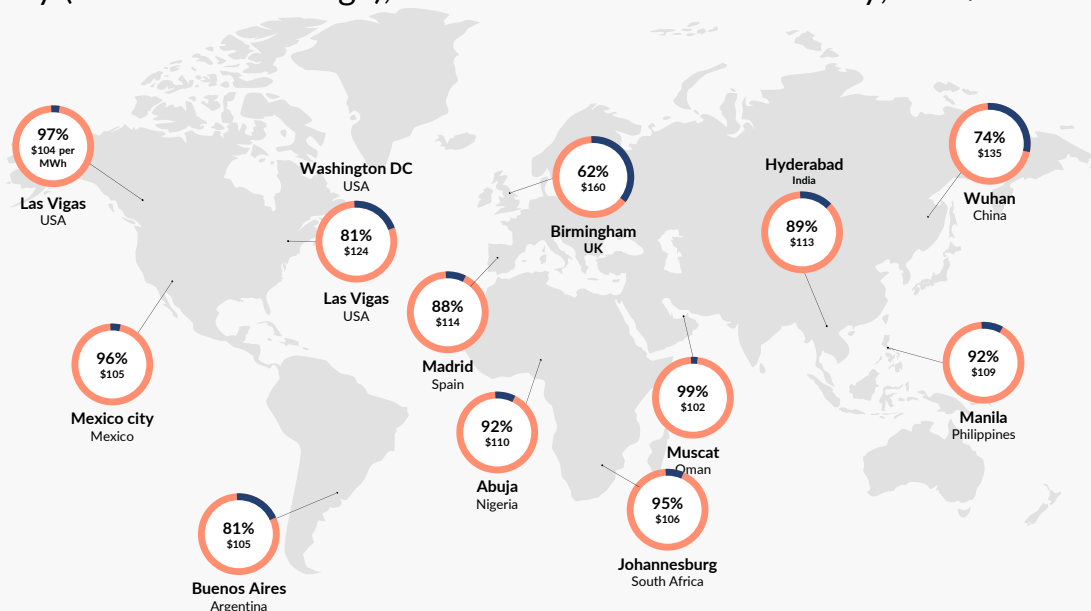 97%
$104 per
MWh
Las Vigas
USA
Washington DC
USA
81%
$124
Las Vigas
USA
62%
$160
Birmingham
UK
Hyderabad
India
89%
$113
74%
$135
Wuhan
China
88%
$114
Madrid
Spain
96%
$105
Mexico city
Mexico
92%
$110
Abuja
Nigeria
99%
$102
Muscat
Oman
92%
$109
Manila
Philippines
95%
$106
Johannesburg
South Africa
81%
$105
Buenos Aires
Argentina